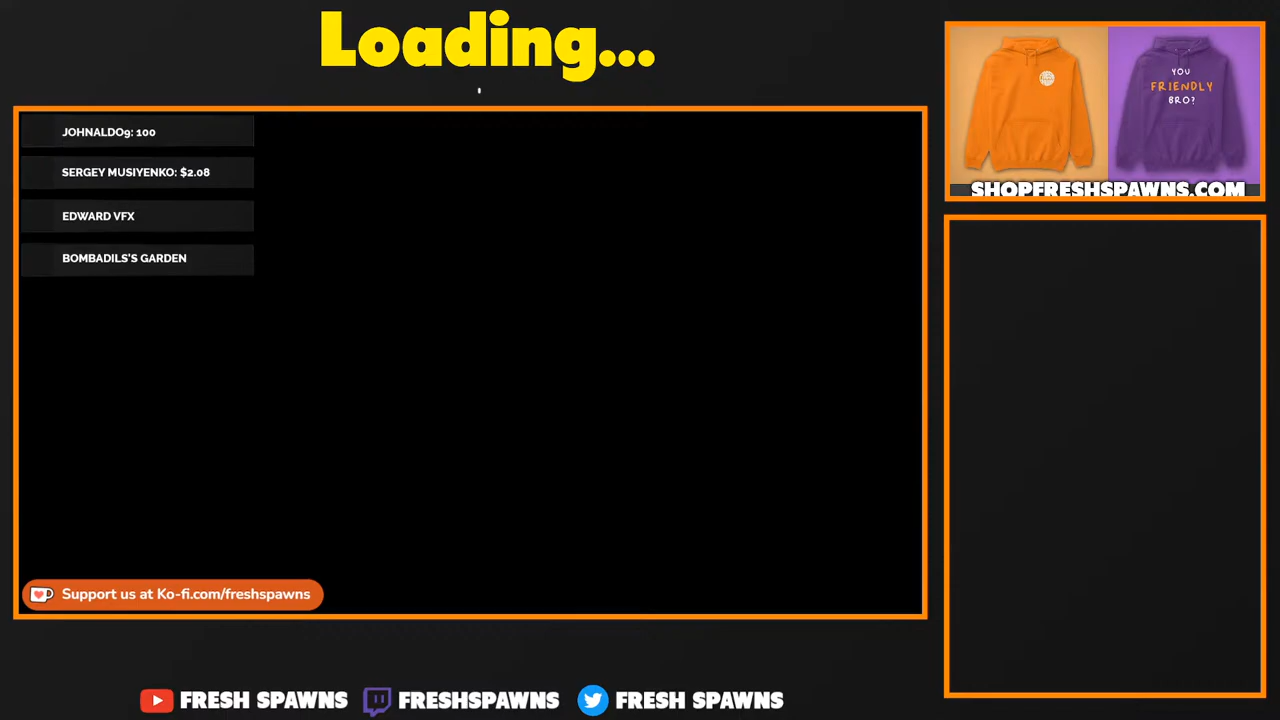 Loading...
YOU
FRIENDLY
BRO?
SHOPFRESHSPAWNS.COM
JOHNALDO9: 100
SERGEY MUSIYENKO: $2.08
EDWARD VFX
BOMBADILS'S GARDEN
Support us at Ko-fi.com/freshspawns
FRESH SPAWNS FRESHSPAWNS FRESH SPAWNS